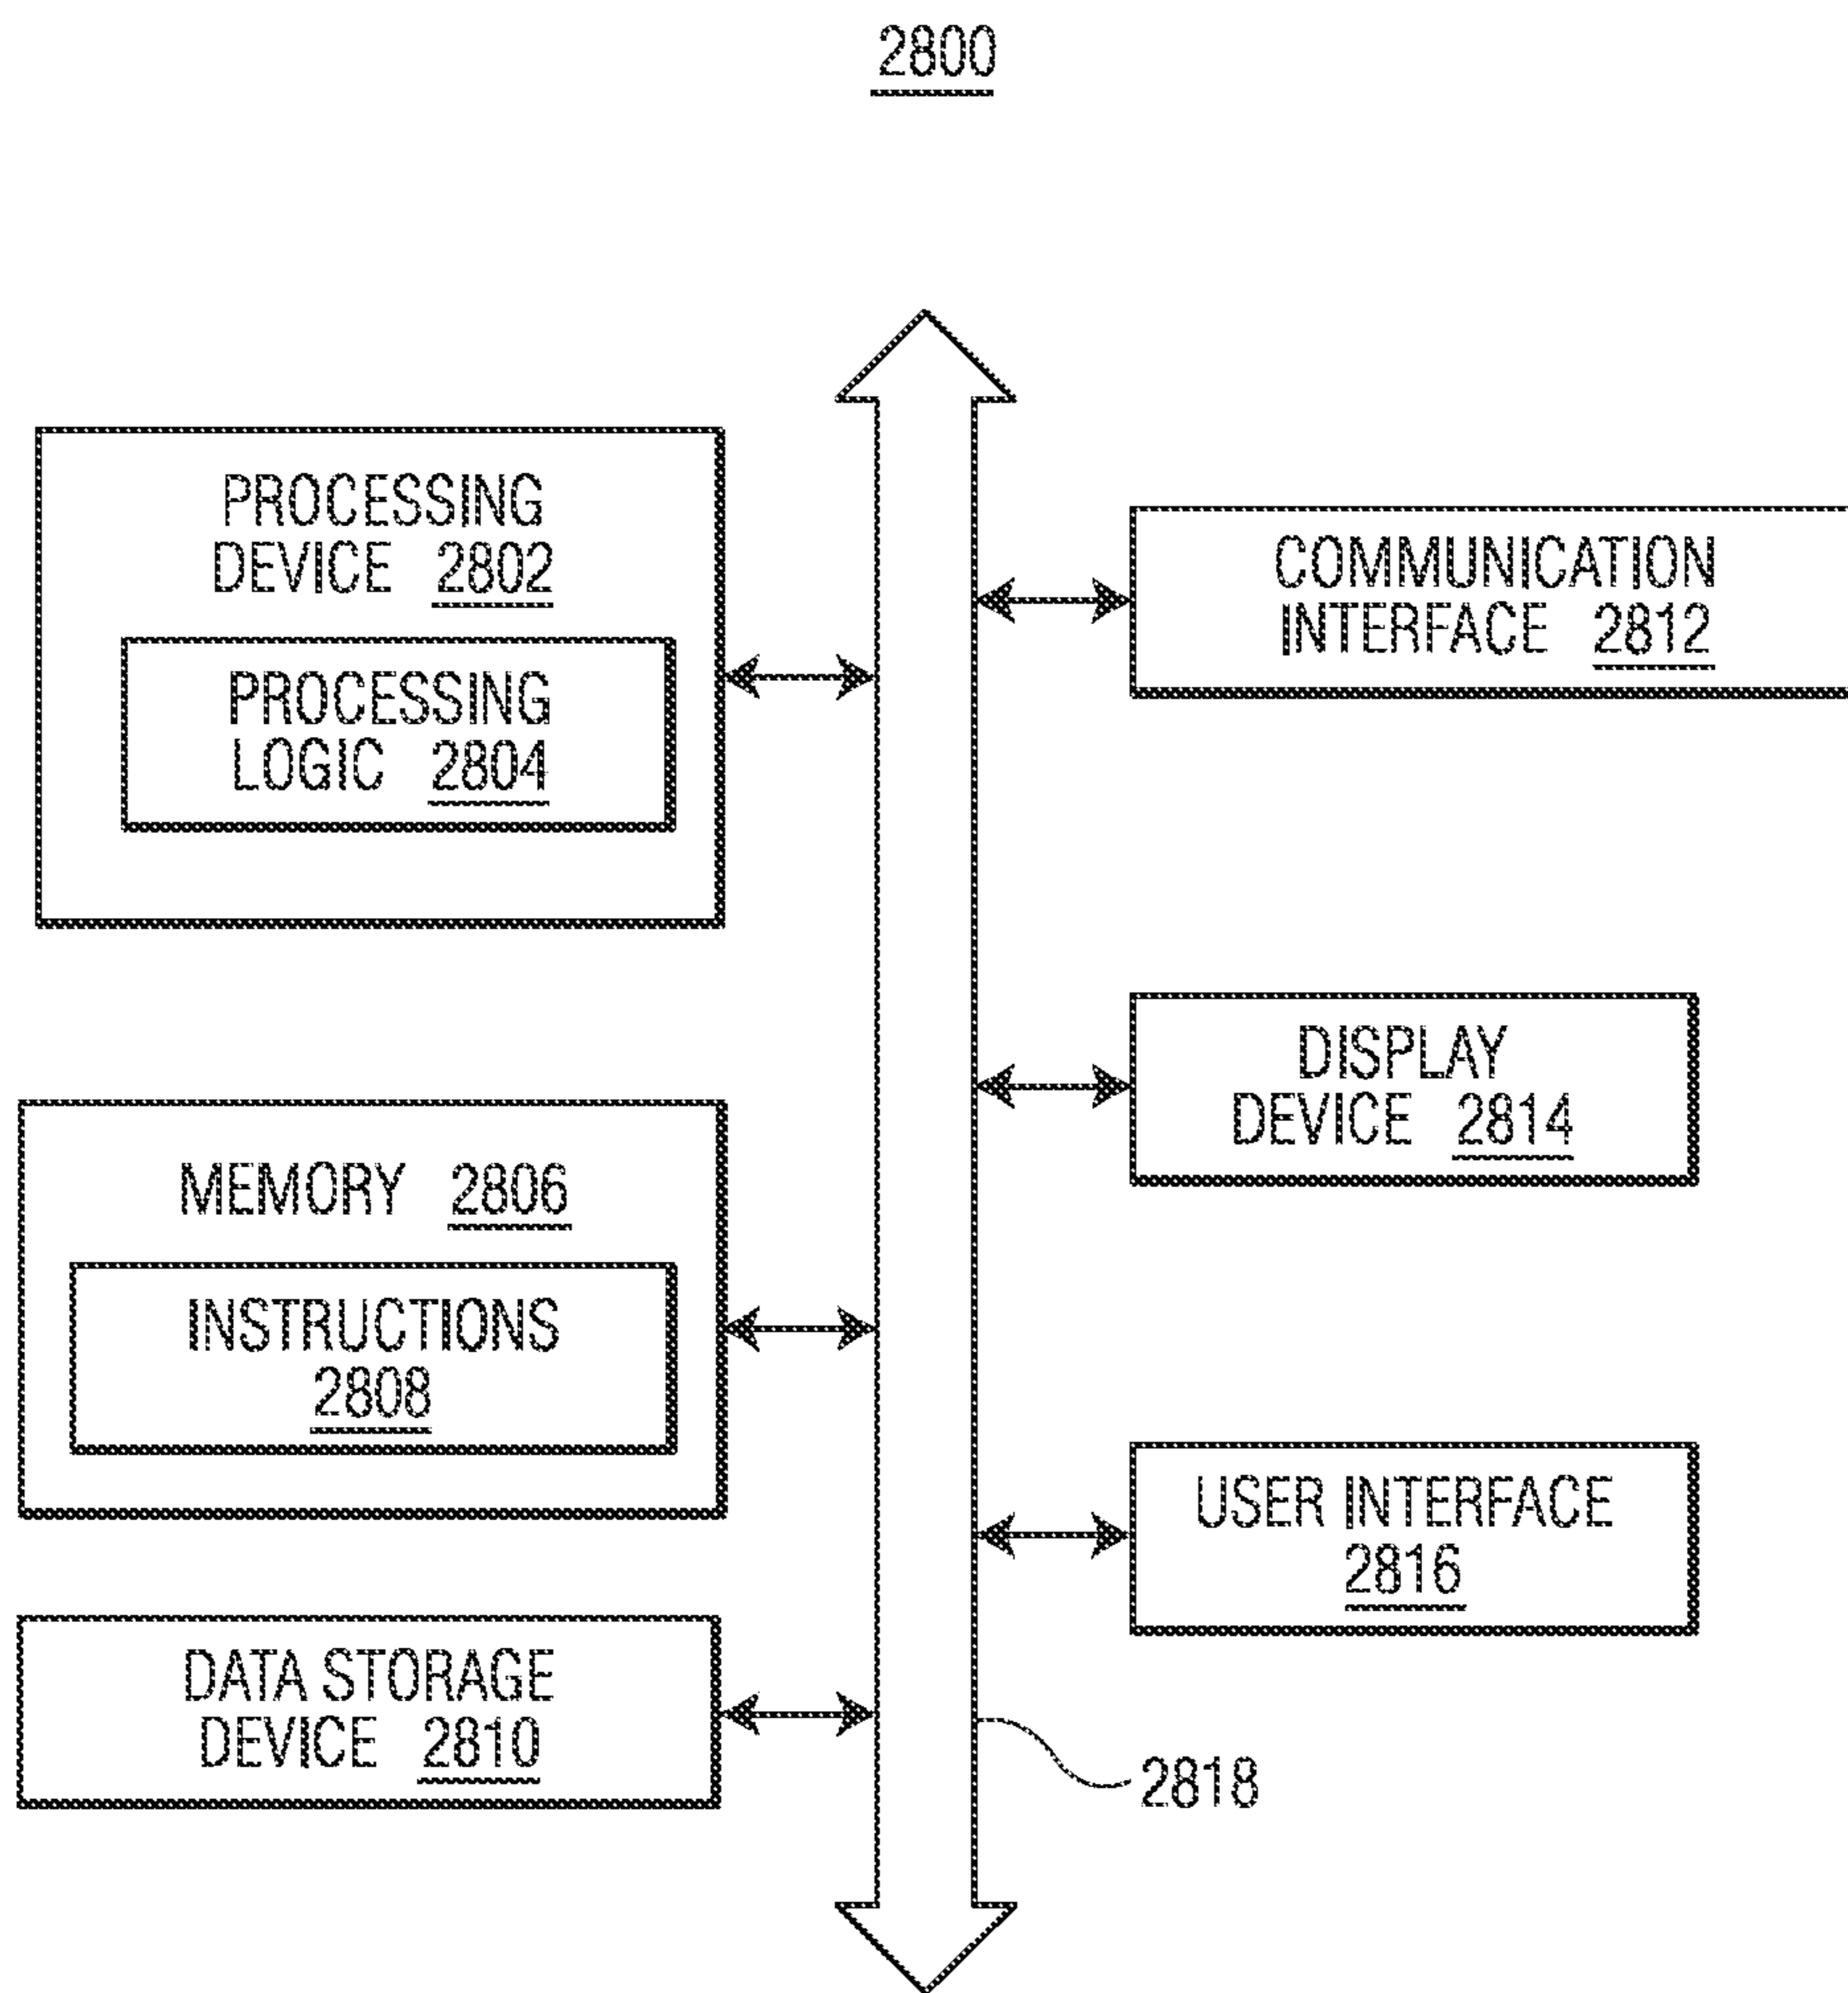 2800
PROCESSING
DEVICE 2802
PROCESSING
LOGIC 2804
MEMORY 2806
INSTRUCTIONS
2808
DATA STORAGE
DEVICE 2810
COMMUNICATION
INTERFACE 2812
DISPLAY
DEVICE 2814
USER INTERFACE
2816
2818